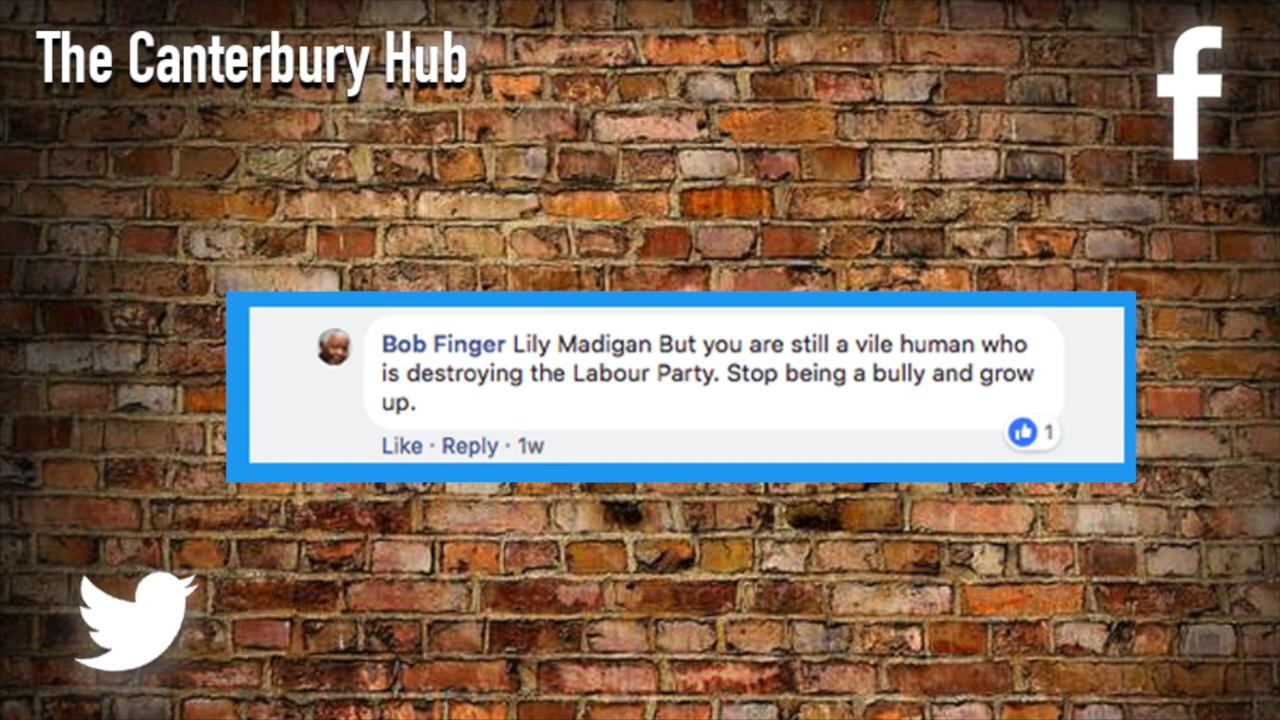 The Canterbury Hub
Bob Finger Lily Madigan But you are still a vile human who
is destroying the Labour Party. Stop being a bully and grow
up.
1
Like · Reply · 1w